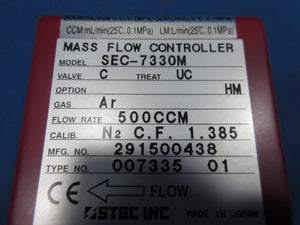 CCM:mL/min(25℃,0.1MPa) LM:L/min(25℃,0.1MPa)
MASS FLOW CONTROLLER
MODEL SEC-7330M
VALVE C TREAT UC
OPTION HM
GAS Ar
FLOW RATE 500CCM
CALIB. N2 C.F. 1.385
MFG. NO. 291500438
TYPE NO. 007335 01
CE FLOW
STEC INC MADE IN JAPAN